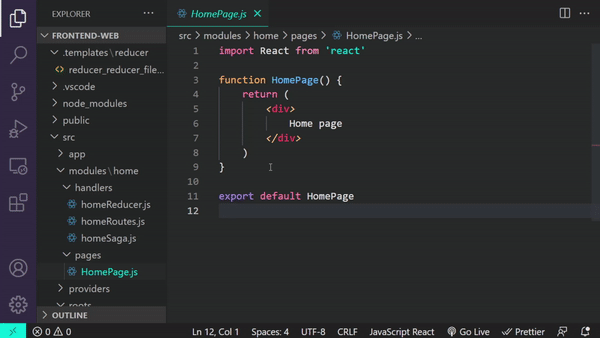 EXPLORER
HomePage.js
FRONTEND-WEB
src > modules > home > pages > HomePage.js > ...
.templates \ reducer
reducer_reducer_file...
.vscode
node_modules
public
src
app
modules \ home
handlers
homeReducer.js
homeRoutes.js
homeSaga.js
pages
HomePage.js
providers
roots
OUTLINE
1 import React from 'react'
2
3 function HomePage() {
4 return (
5 <div>
6 Home page
7 </div>
8 )
9 }
10
11 export default HomePage
12
0 0 Ln 12, Col 1 Spaces: 4 UTF-8 CRLF JavaScript React Go Live Prettier